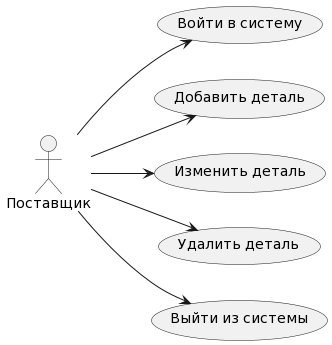 Войти в систему
Добавить деталь
Изменить деталь
Поставщик
Удалить деталь
Выйти из системы